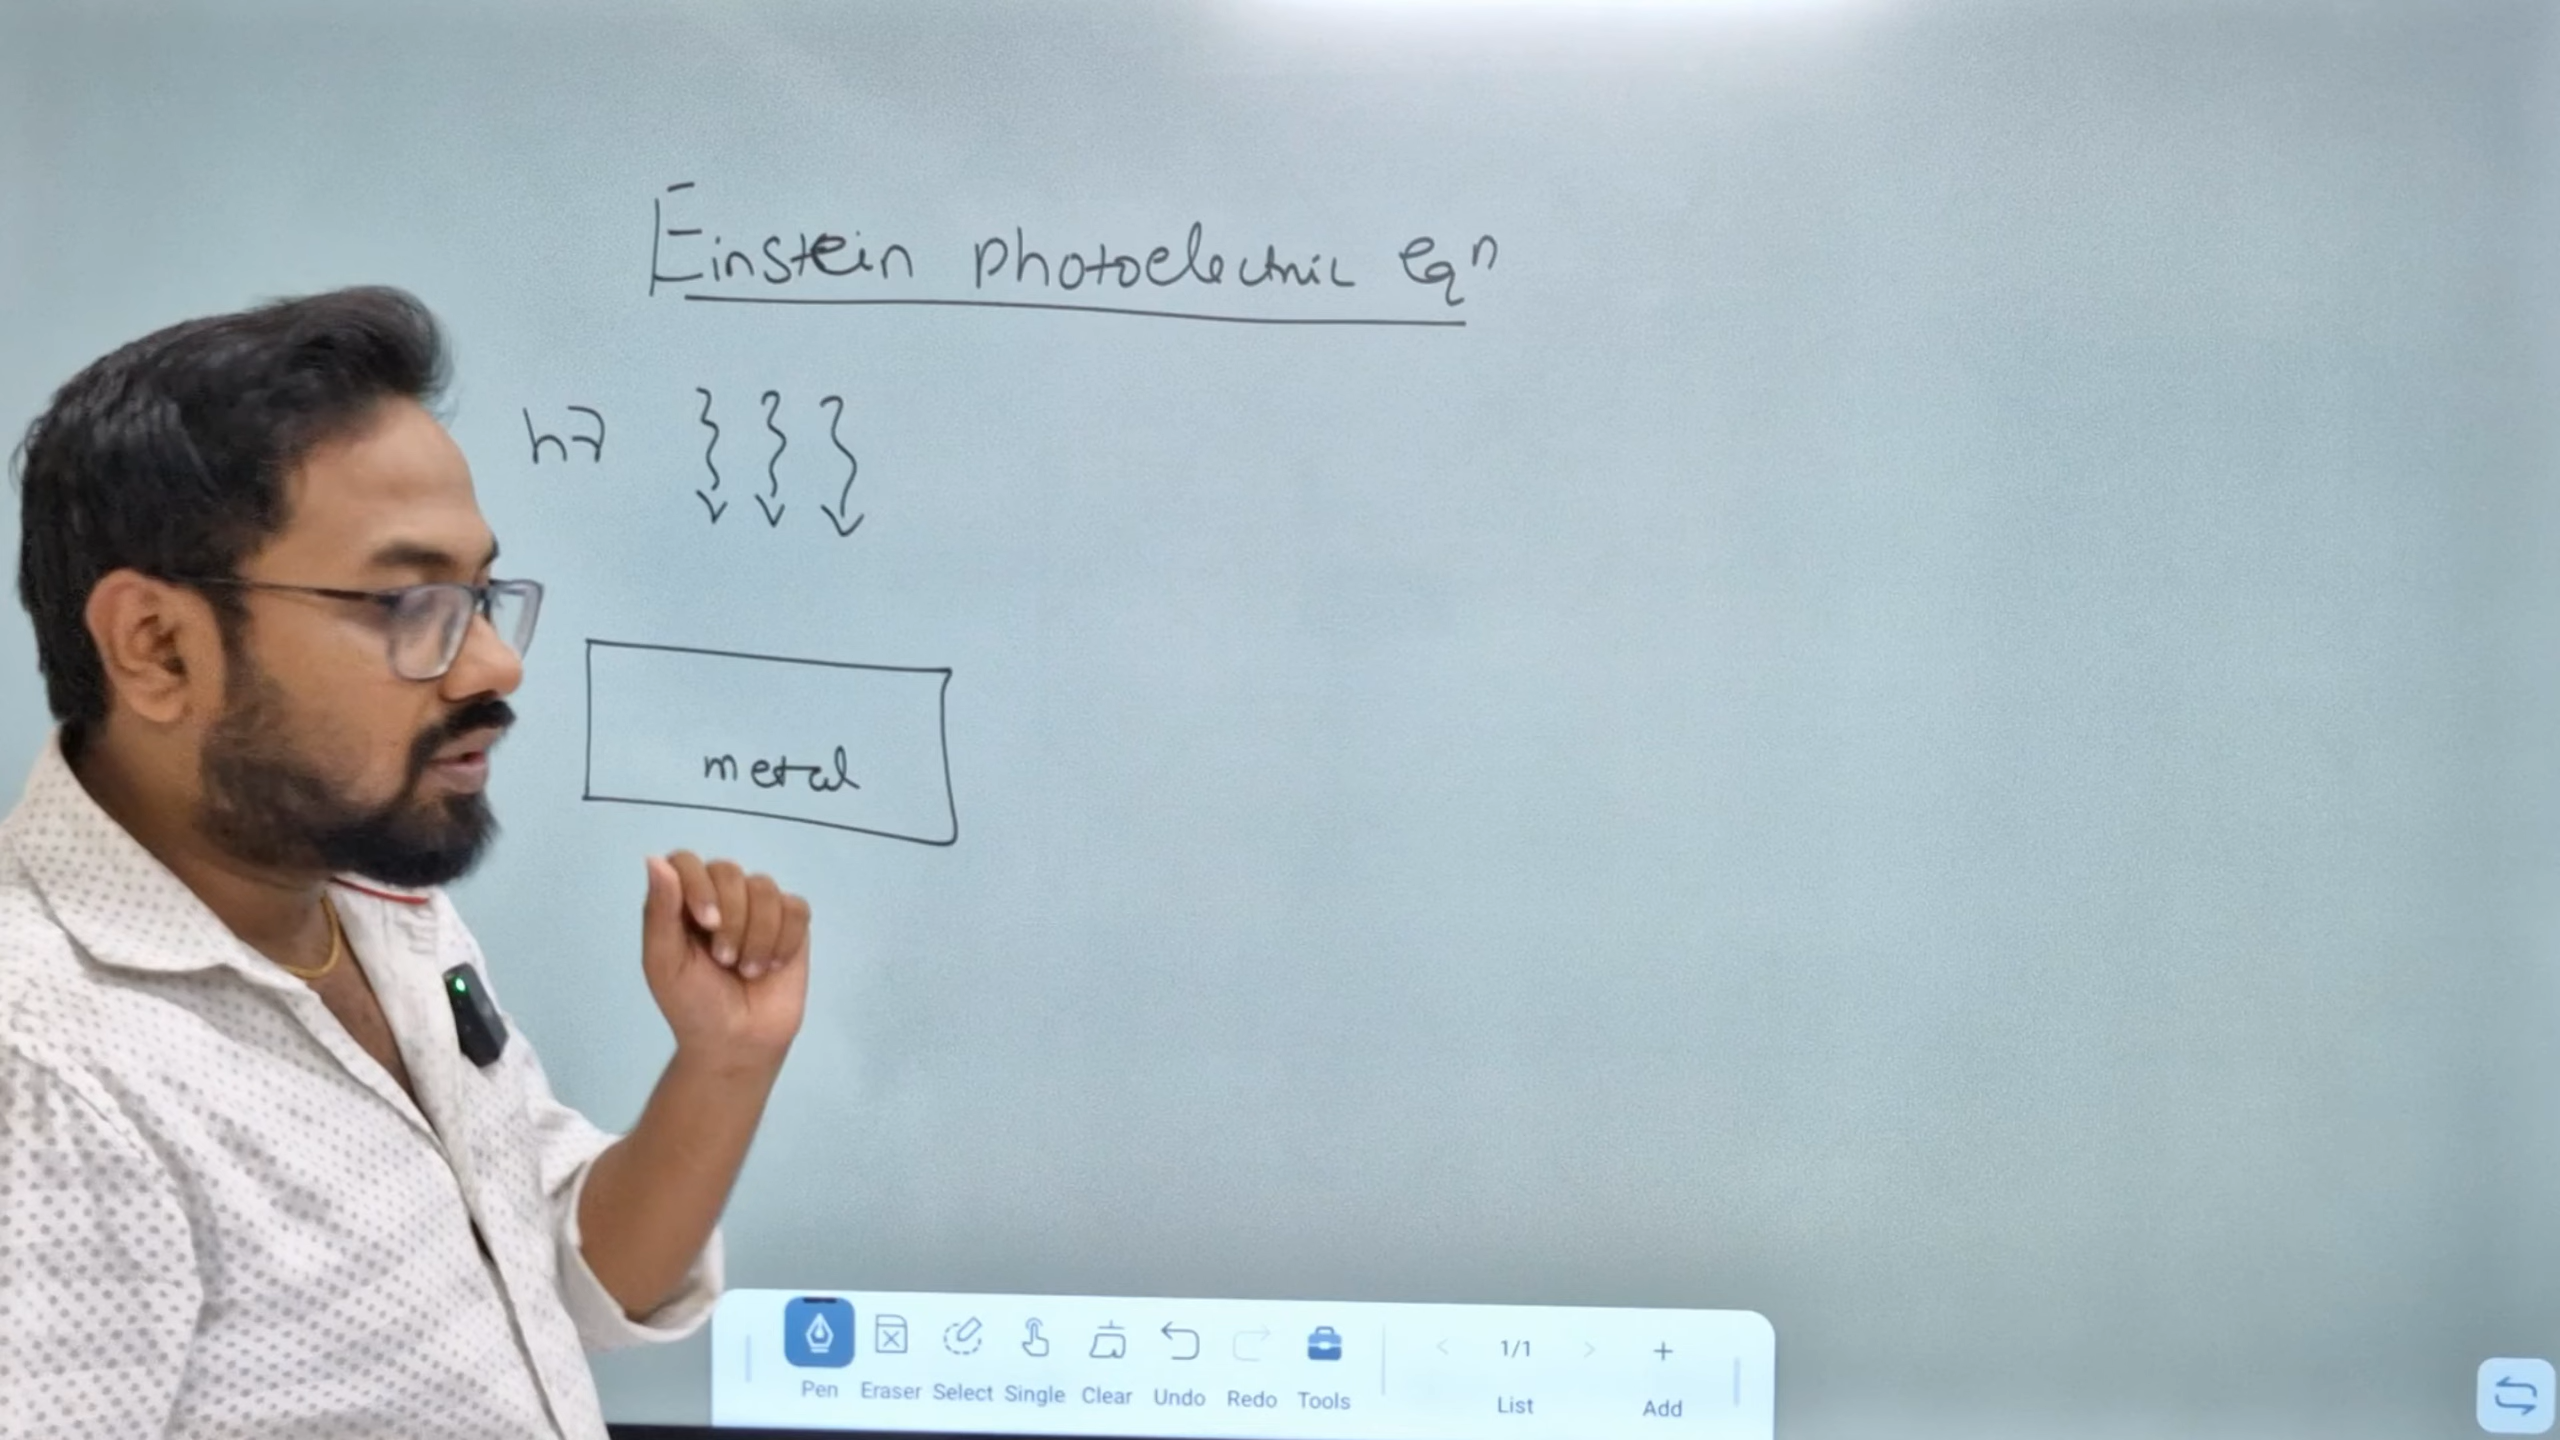 Einstein photoelectric eqⁿ
hν
metal
Pen Eraser Select Single Clear Undo Redo Tools
1/1
List
Add